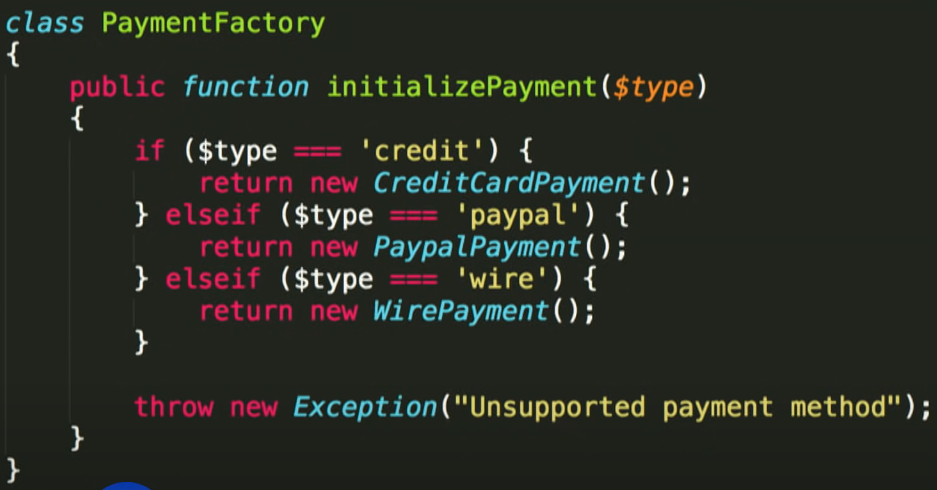 class PaymentFactory
{
    public function initializePayment($type)
    {
        if ($type === 'credit') {
            return new CreditCardPayment();
        } elseif ($type === 'paypal') {
            return new PaypalPayment();
        } elseif ($type === 'wire') {
            return new WirePayment();
        }

        throw new Exception("Unsupported payment method");
    }
}